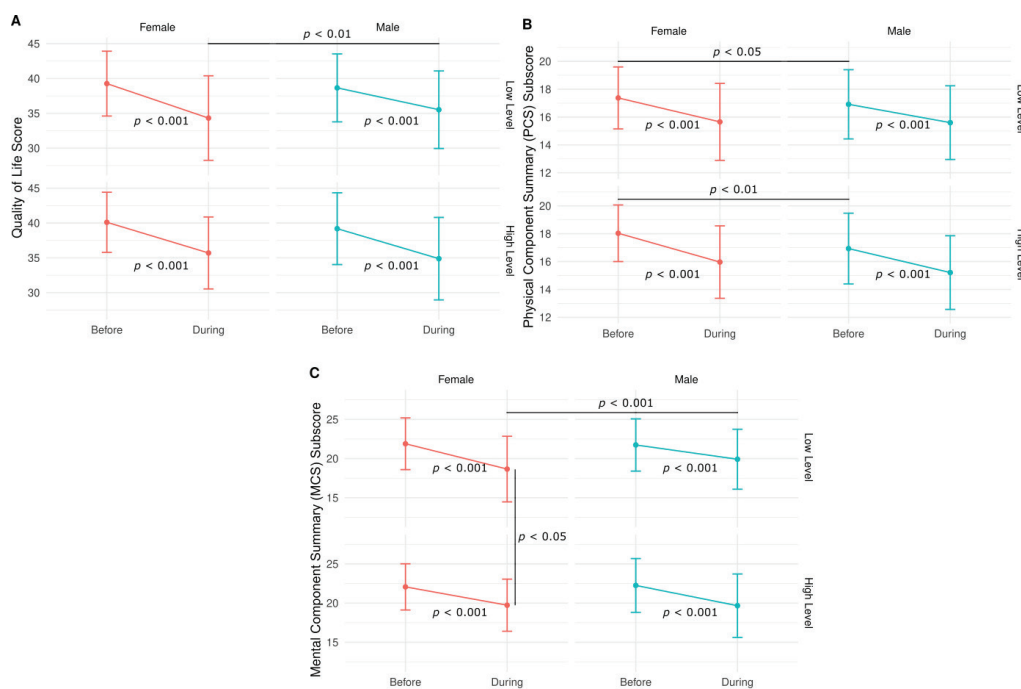 A
Female
Male
p < 0.01
Quality of Life Score
45
40
35
30
p < 0.001
p < 0.001
Low Level
45
40
35
30
p < 0.001
p < 0.001
High Level
Before
During
Before
During
B
Female
Male
p < 0.05
Physical Component Summary (PCS) Subscore
20
18
16
14
12
p < 0.001
p < 0.001
Low Level
p < 0.01
20
18
16
14
12
p < 0.001
p < 0.001
High Level
Before
During
Before
During
C
Female
Male
p < 0.001
Mental Component Summary (MCS) Subscore
25
20
15
p < 0.001
p < 0.001
Low Level
p < 0.05
25
20
15
p < 0.001
p < 0.001
High Level
Before
During
Before
During